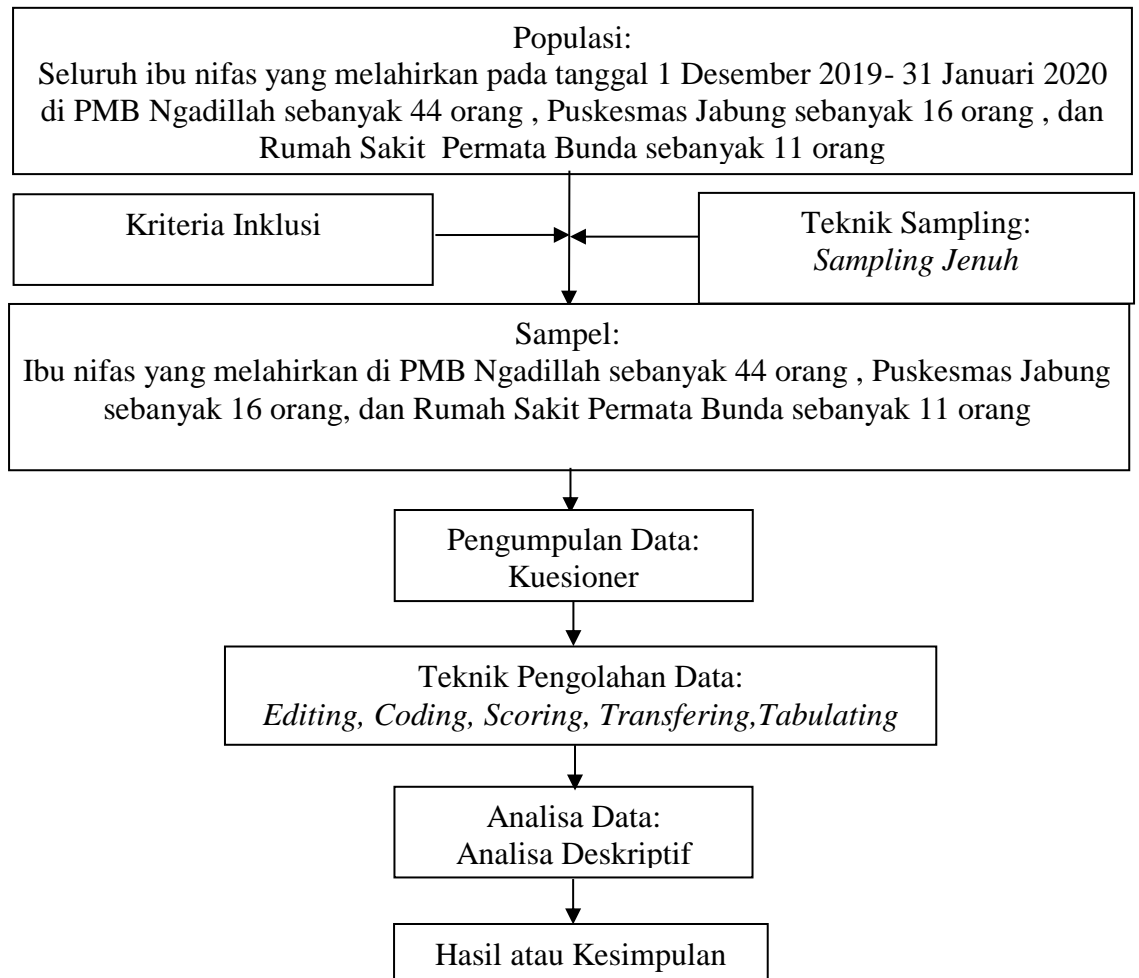 Populasi:
Seluruh ibu nifas yang melahirkan pada tanggal 1 Desember 2019- 31 Januari 2020
di PMB Ngadillah sebanyak 44 orang , Puskesmas Jabung sebanyak 16 orang , dan
Rumah Sakit Permata Bunda sebanyak 11 orang
Kriteria Inklusi
Teknik Sampling:
Sampling Jenuh
Sampel:
Ibu nifas yang melahirkan di PMB Ngadillah sebanyak 44 orang , Puskesmas Jabung
sebanyak 16 orang, dan Rumah Sakit Permata Bunda sebanyak 11 orang
Pengumpulan Data:
Kuesioner
Teknik Pengolahan Data:
Editing, Coding, Scoring, Transfering,Tabulating
Analisa Data:
Analisa Deskriptif
Hasil atau Kesimpulan